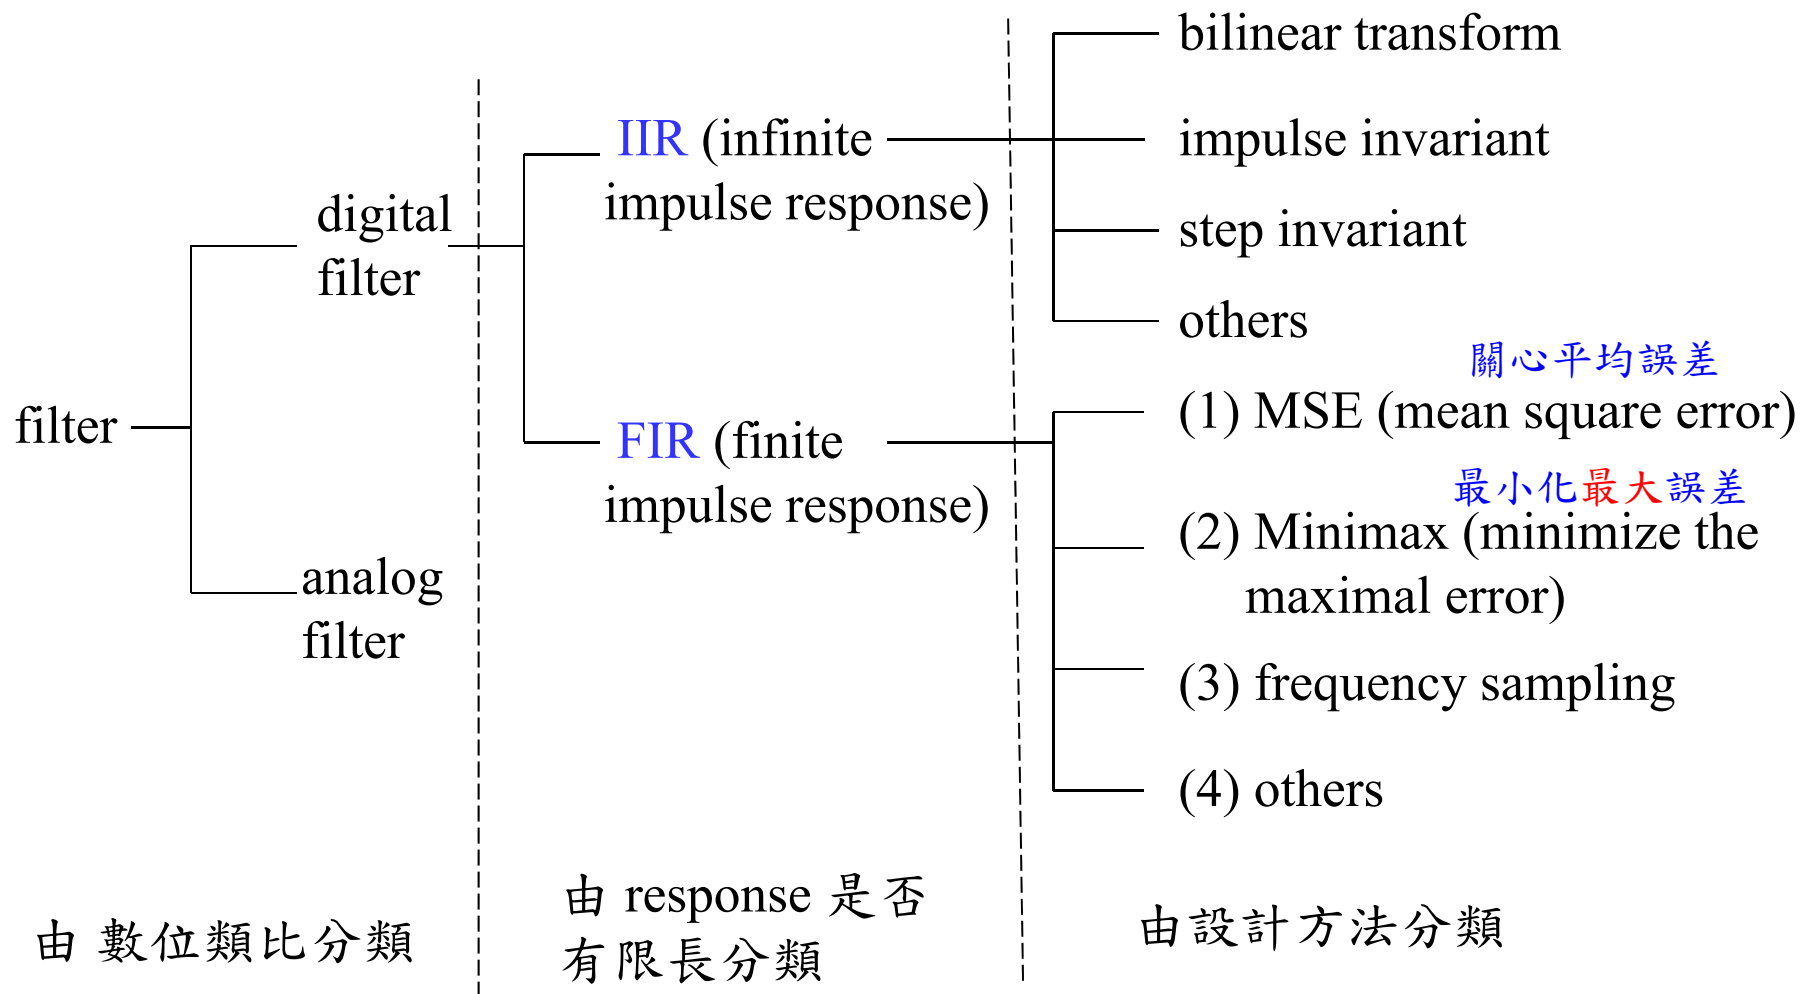 filter
digital
filter
analog
filter
由 數位類比分類
IIR (infinite
impulse response)
FIR (finite
impulse response)
由 response 是否
有限長分類
bilinear transform
impulse invariant
step invariant
others
關心平均誤差
(1) MSE (mean square error)
最小化最大誤差
(2) Minimax (minimize the
maximal error)
(3) frequency sampling
(4) others
由設計方法分類